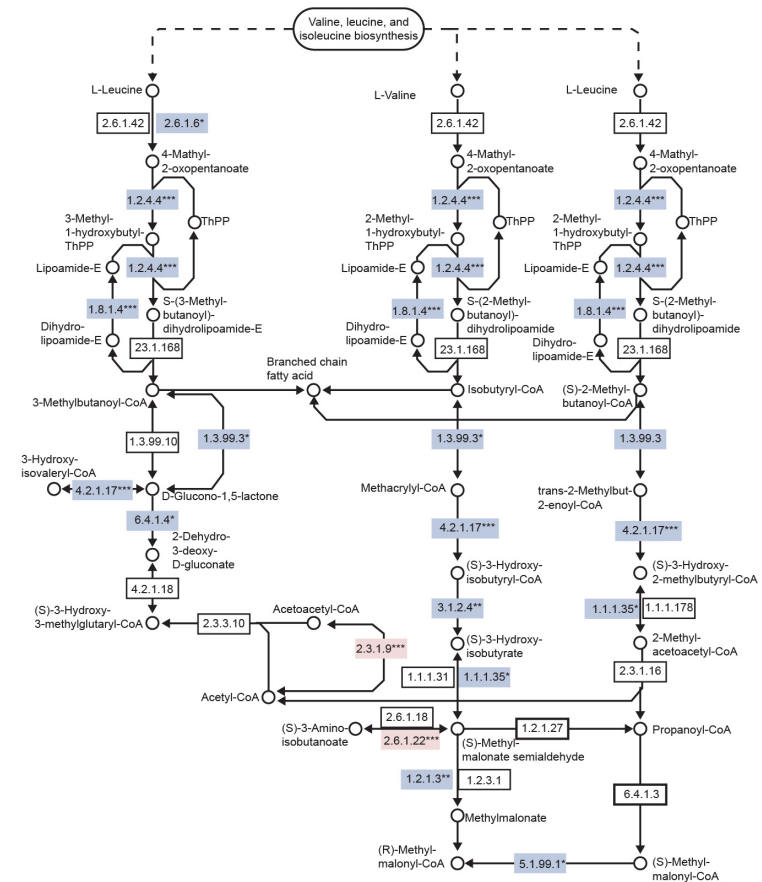 Valine, leucine, and
isoleucine biosynthesis
L-Leucine
L-Valine
L-Leucine
2.6.1.42
2.6.1.6*
2.6.1.42
2.6.1.42
4-Mathyl-
2-oxopentanoate
4-Mathyl-
2-oxopentanoate
4-Mathyl-
2-oxopentanoate
1.2.4.4***
1.2.4.4***
1.2.4.4***
3-Methyl-
1-hydroxybutyl-
ThPP
ThPP
2-Methyl-
1-hydroxybutyl-
ThPP
ThPP
2-Methyl-
1-hydroxybutyl-
ThPP
ThPP
Lipoamide-E
1.2.4.4***
Lipoamide-E
1.2.4.4***
Lipoamide-E
1.2.4.4***
1.8.1.4***
1.8.1.4***
1.8.1.4***
S-(3-Methyl-
butanoyl)-
dihydrolipoamide-E
S-(2-Methyl-
butanoyl)-
dihydrolipoamide
S-(2-Methyl-
butanoyl)-
dihydrolipoamide
Dihydro-
lipoamide-E
Dihydro-
lipoamide-E
Dihydro-
lipoamide-E
23.1.168
23.1.168
23.1.168
Branched chain
fatty acid
3-Methylbutanoyl-CoA
Isobutyryl-CoA
(S)-2-Methyl-
butanoyl-CoA
1.3.99.10
1.3.99.3*
1.3.99.3*
1.3.99.3
3-Hydroxy-
isovaleryl-CoA
4.2.1.17***
D-Glucono-1,5-lactone
Methacrylyl-CoA
trans-2-Methylbut-
2-enoyl-CoA
6.4.1.4*
4.2.1.17***
4.2.1.17***
2-Dehydro-
3-deoxy-
D-gluconate
(S)-3-Hydroxy-
isobutyryl-CoA
(S)-3-Hydroxy-
2-methylbutyryl-CoA
4.2.1.18
3.1.2.4**
1.1.1.35*
1.1.1.178
(S)-3-Hydroxy-
3-methylglutaryl-CoA
2.3.3.10
Acetoacetyl-CoA
2.3.1.9***
(S)-3-Hydroxy-
isobutyrate
2-Methyl-
acetoacetyl-CoA
1.1.1.31
1.1.1.35*
2.3.1.16
Acetyl-CoA
2.6.1.18
(S)-3-Amino-
isobutanoate
2.6.1.22***
(S)-Methyl-
malonate semialdehyde
1.2.1.27
Propanoyl-CoA
1.2.1.3**
1.2.3.1
6.4.1.3
Methylmalonate
(R)-Methyl-
malonyl-CoA
5.1.99.1*
(S)-Methyl-
malonyl-CoA